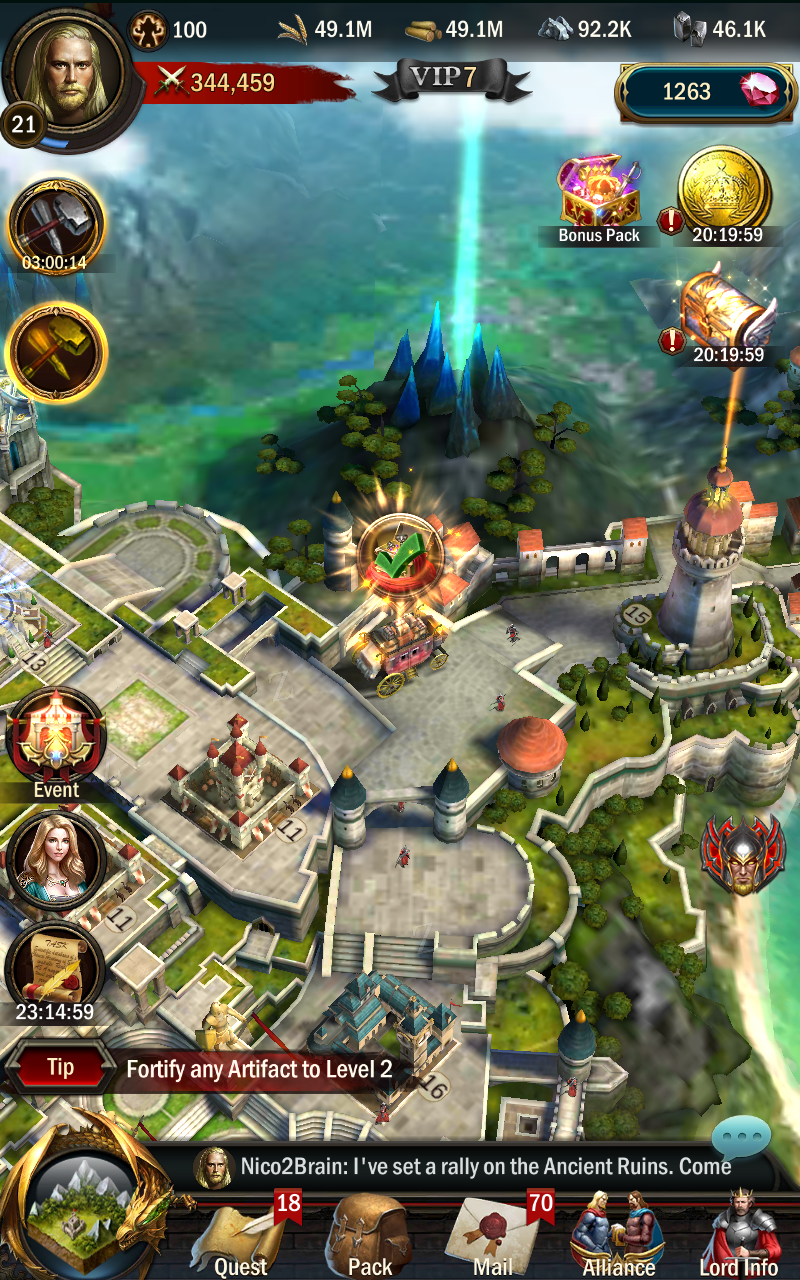 100
49.1M
49.1M
92.2K
46.1K
344,459
VIP7
1263
21
03:00:14
Bonus Pack
20:19:59
20:19:59
15
13
11
Event
11
TASK
23:14:59
16
Tip
Fortify any Artifact to Level 2
Nico2Brain: I've set a rally on the Ancient Ruins. Come
18
70
Quest
Pack
Mail
Alliance
Lord Info